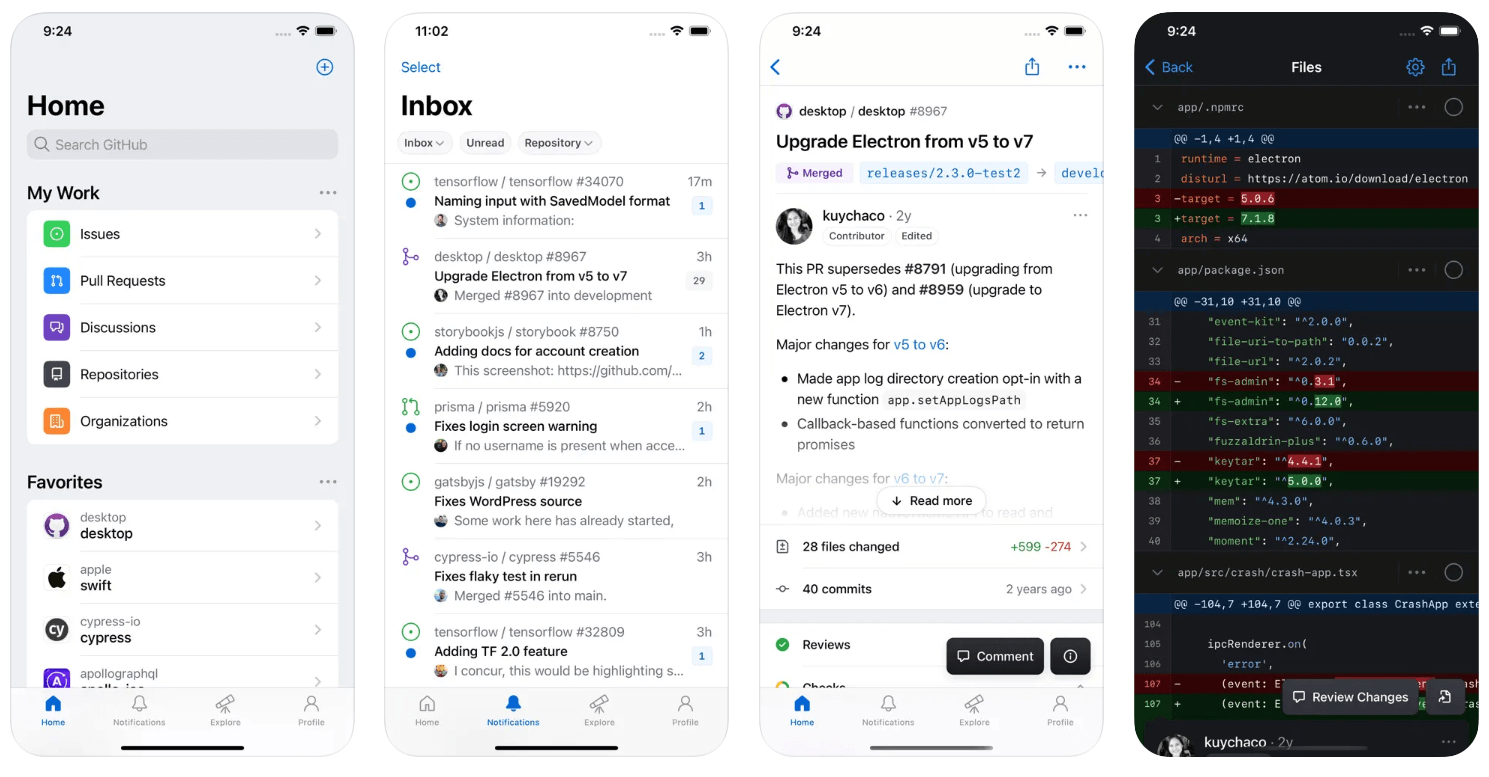 9:24
Home
Search GitHub
My Work
Issues
Pull Requests
Discussions
Repositories
Organizations
Favorites
desktop
desktop
apple
swift
cypress-io
cypress
apollographql
Home
Notifications
Explore
Profile
11:02
Select
Inbox
Inbox
Unread
Repository
tensorflow / tensorflow #34070 17m
Naming input with SavedModel format 1
System information:
desktop / desktop #8967 3h
Upgrade Electron from v5 to v7 29
Merged #8967 into development
storybookjs / storybook #8750 1h
Adding docs for account creation 2
This screenshot: https://github.com/...
prisma / prisma #5920 2h
Fixes login screen warning 1
If no username is present when acce...
gatsbyjs / gatsby #19292 2h
Fixes WordPress source
Some work here has already started,
cypress-io / cypress #5546 3h
Fixes flaky test in rerun
Merged #5546 into main.
tensorflow / tensorflow #32809 3h
Adding TF 2.0 feature 1
I concur, this would be highlighting s...
Home
Notifications
Explore
Profile
9:24
desktop / desktop #8967
Upgrade Electron from v5 to v7
Merged releases/2.3.0-test2 → develo
kuychaco · 2y
Contributor Edited
This PR supersedes #8791 (upgrading from
Electron v5 to v6) and #8959 (upgrade to
Electron v7).
Major changes for v5 to v6:
• Made app log directory creation opt-in with a
new function app.setAppLogsPath
• Callback-based functions converted to return
promises
Major changes for v6 to v7:
Read more
28 files changed +599 -274
40 commits 2 years ago
Reviews
Comment
Checks
Home
Notifications
Explore
Profile
9:24
Back Files
app/.npmrc
@@ -1,4 +1,4 @@
1 runtime = electron
2 disturl = https://atom.io/download/electron
3 -target = 5.0.6
3 +target = 7.1.8
4 arch = x64
app/package.json
@@ -31,10 +31,10 @@
31 "event-kit": "^2.0.0",
32 "file-uri-to-path": "0.0.2",
33 "file-url": "^2.0.2",
34 - "fs-admin": "^0.3.1",
34 + "fs-admin": "^0.12.0",
35 "fs-extra": "^6.0.0",
36 "fuzzaldrin-plus": "^0.6.0",
37 - "keytar": "^4.4.1",
37 + "keytar": "^5.0.0",
38 "mem": "^4.3.0",
39 "memoize-one": "^4.0.3",
40 "moment": "^2.24.0",
app/src/crash/crash-app.tsx
@@ -104,7 +104,7 @@ export class CrashApp exte
104
105 ipcRenderer.on(
106 'error',
107 - (event: El
107 + (event: E
Review Changes
kuychaco · 2y